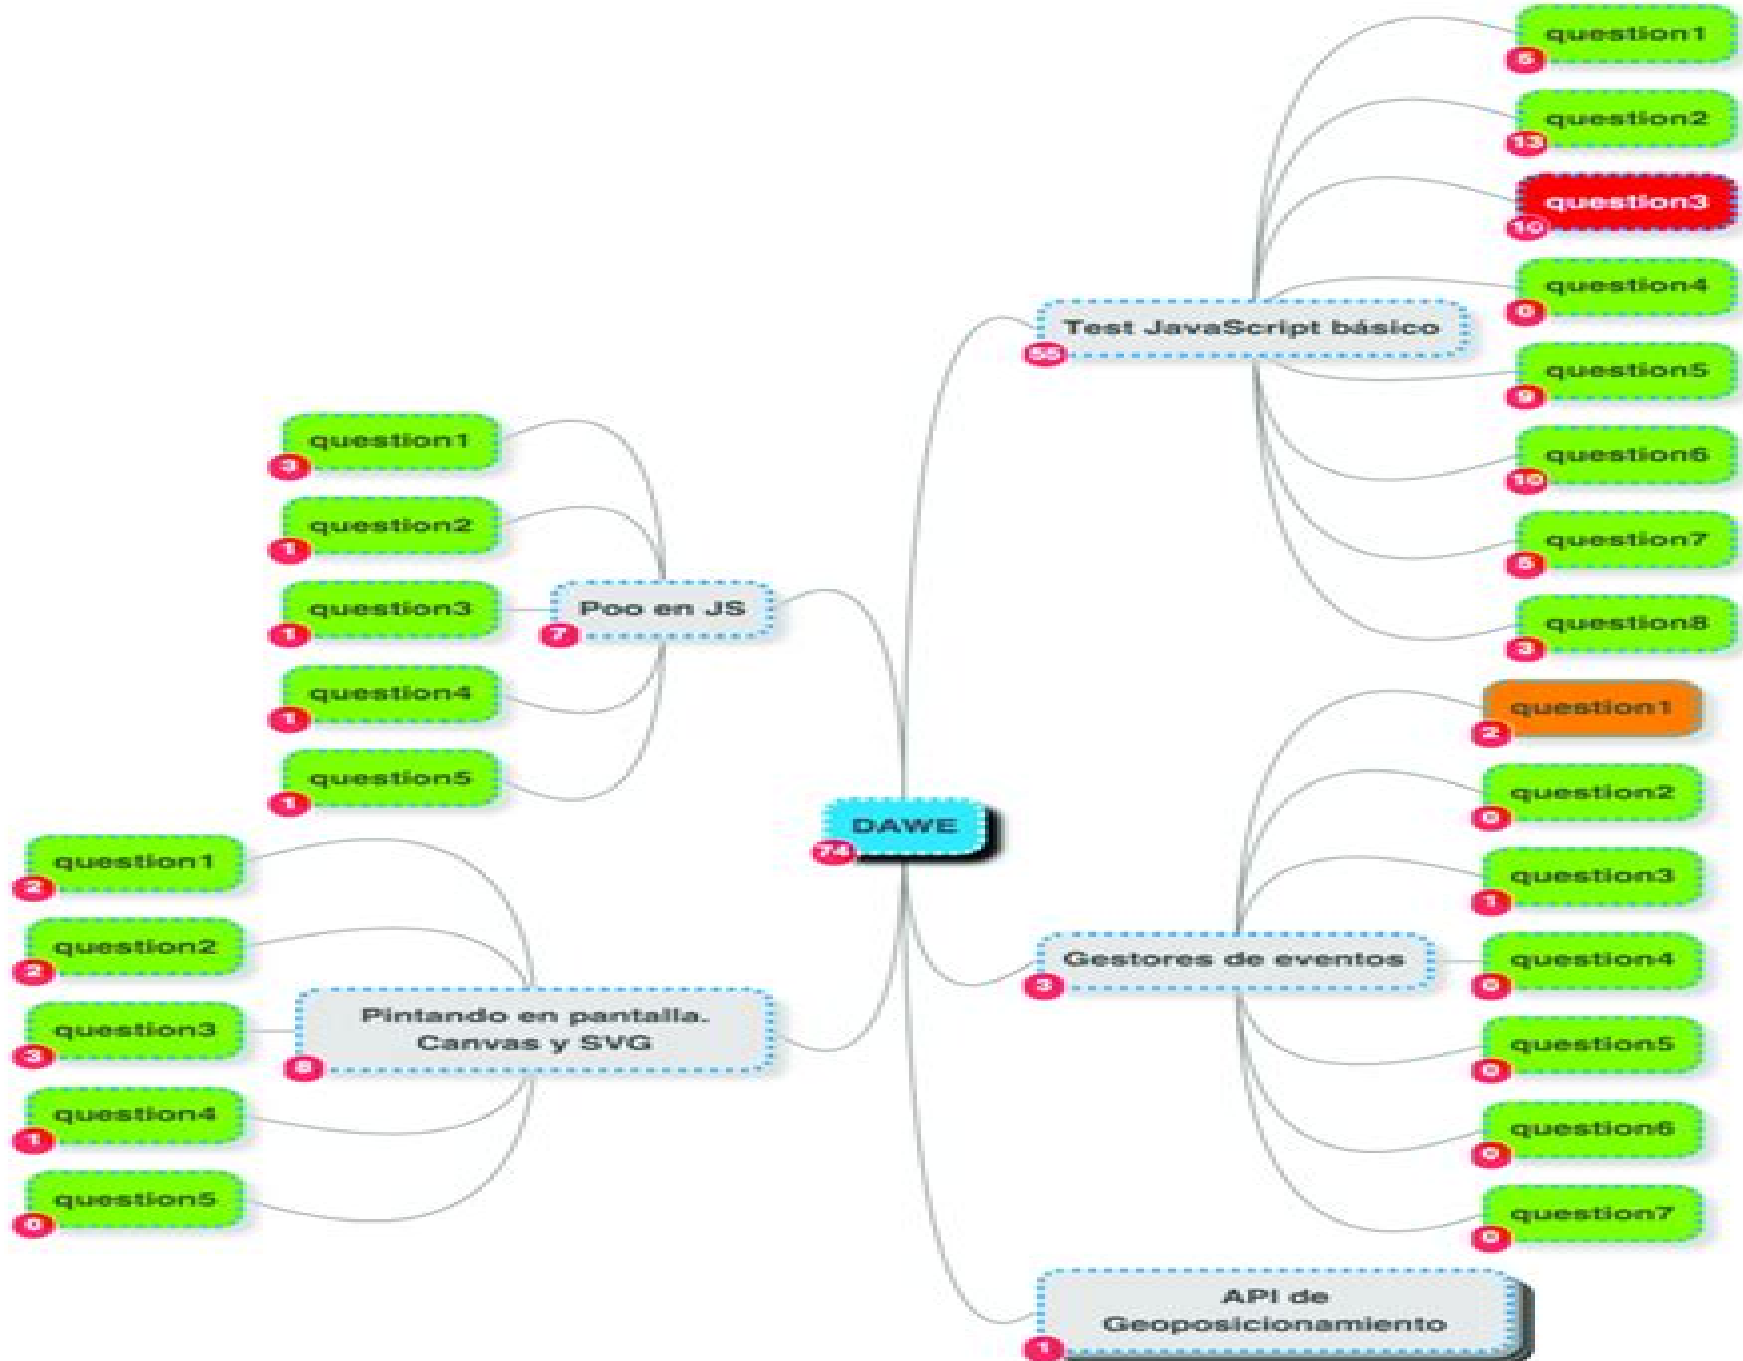 question1
5
question2
13
question3
10
question4
0
Test JavaScript básico
55
question5
9
question6
10
question7
5
question8
3
question1
3
question2
1
question3
1
Poo en JS
7
question4
1
question5
1
DAWE
74
question1
2
question2
2
question3
3
Pintando en pantalla.
Canvas y SVG
8
question4
1
question5
0
question1
2
question2
0
question3
1
Gestores de eventos
3
question4
0
question5
0
question6
0
question7
0
API de
Geoposicionamiento
1